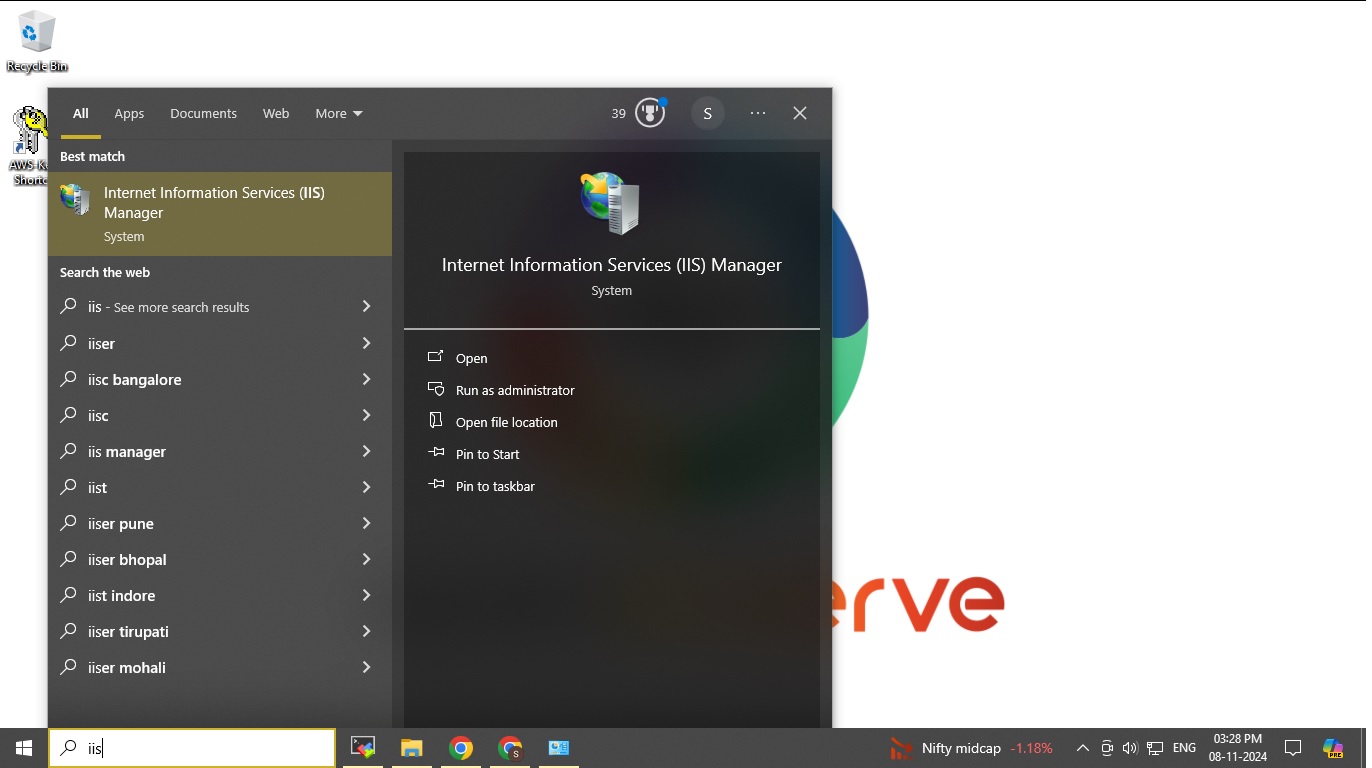 Recycle Bin
AWS-K
Shortc
All Apps Documents Web More 39 S
Best match
Internet Information Services (IIS)
Manager
System
Search the web
iis - See more search results
iiser
iisc bangalore
iisc
iis manager
iist
iiser pune
iiser bhopal
iist indore
iiser tirupati
iiser mohali
Internet Information Services (IIS) Manager
System
Open
Run as administrator
Open file location
Pin to Start
Pin to taskbar
erve
iis
S
Nifty midcap -1.18%
ENG
03:28 PM
08-11-2024
PRE